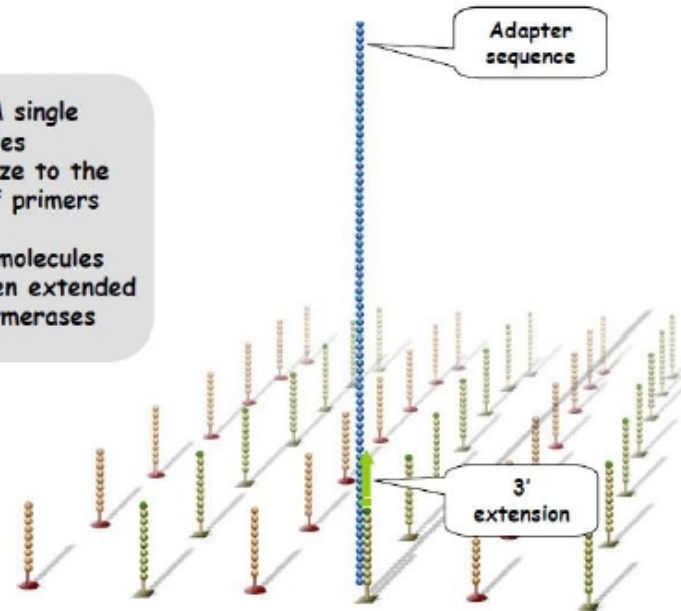 A single
es
ze to the
f primers
molecules
en extended
merases
Adapter
sequence
3'
extension